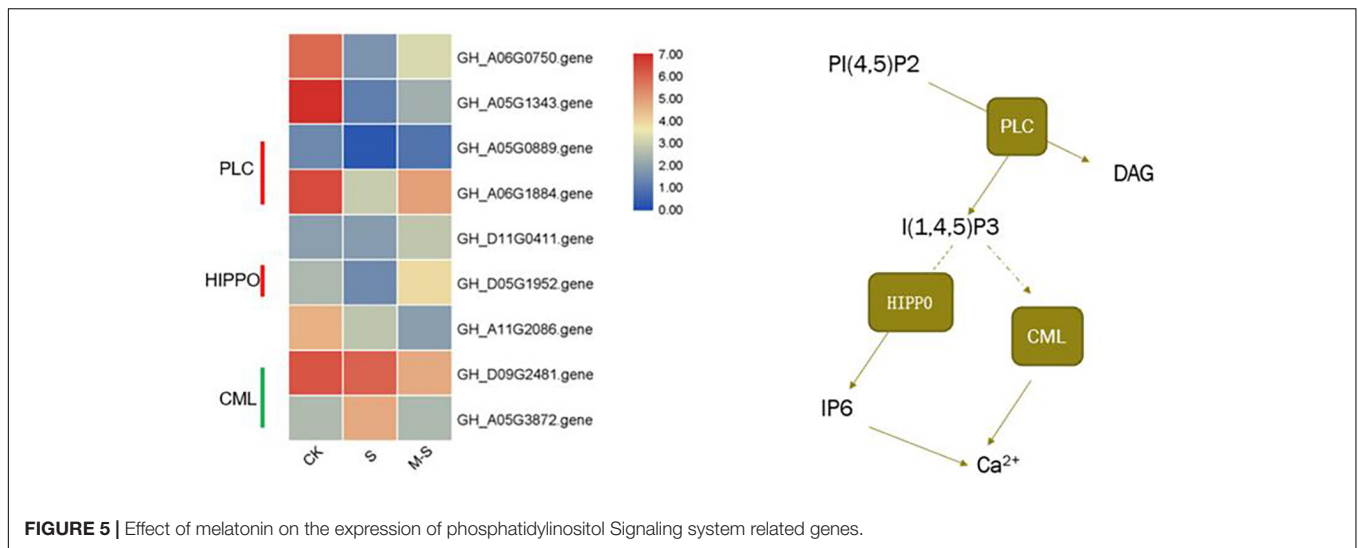 GH_A06G0750.gene
GH_A05G1343.gene
GH_A05G0889.gene
GH_A06G1884.gene
GH_D11G0411.gene
GH_D05G1952.gene
GH_A11G2086.gene
GH_D09G2481.gene
GH_A05G3872.gene
PLC
HIPPO
CML
CK
S
M-S
7.00
6.00
5.00
4.00
3.00
2.00
1.00
0.00
PI(4,5)P2
PLC
DAG
I(1,4,5)P3
HIPPO
CML
IP6
Ca²⁺
FIGURE 5 | Effect of melatonin on the expression of phosphatidylinositol Signaling system related genes.